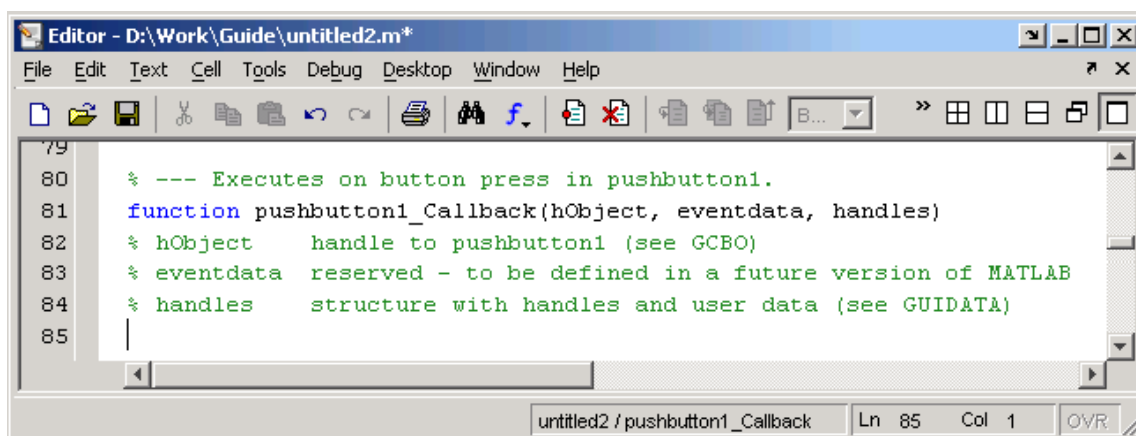 Editor - D:\Work\Guide\untitled2.m*
File Edit Text Cell Tools Debug Desktop Window Help
B... »
79
80 % --- Executes on button press in pushbutton1.
81 function pushbutton1_Callback(hObject, eventdata, handles)
82 % hObject    handle to pushbutton1 (see GCBO)
83 % eventdata  reserved - to be defined in a future version of MATLAB
84 % handles    structure with handles and user data (see GUIDATA)
85
untitled2 / pushbutton1_Callback Ln 85 Col 1 OVR